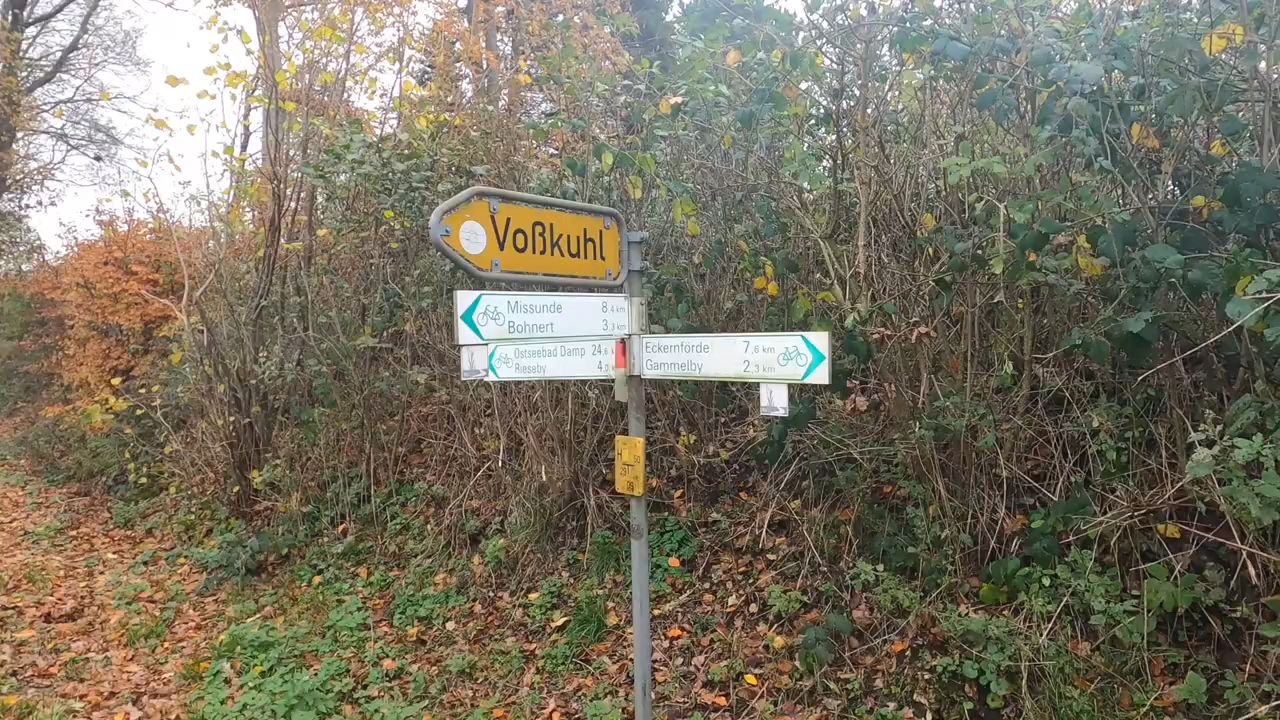 Voßkuhl
Missunde 8,4 km
Bohnert 3,3 km
Ostseebad Damp 24,6
Rieseby 4,0
Eckernförde 7,6 km
Gammelby 2,3 km
H 50